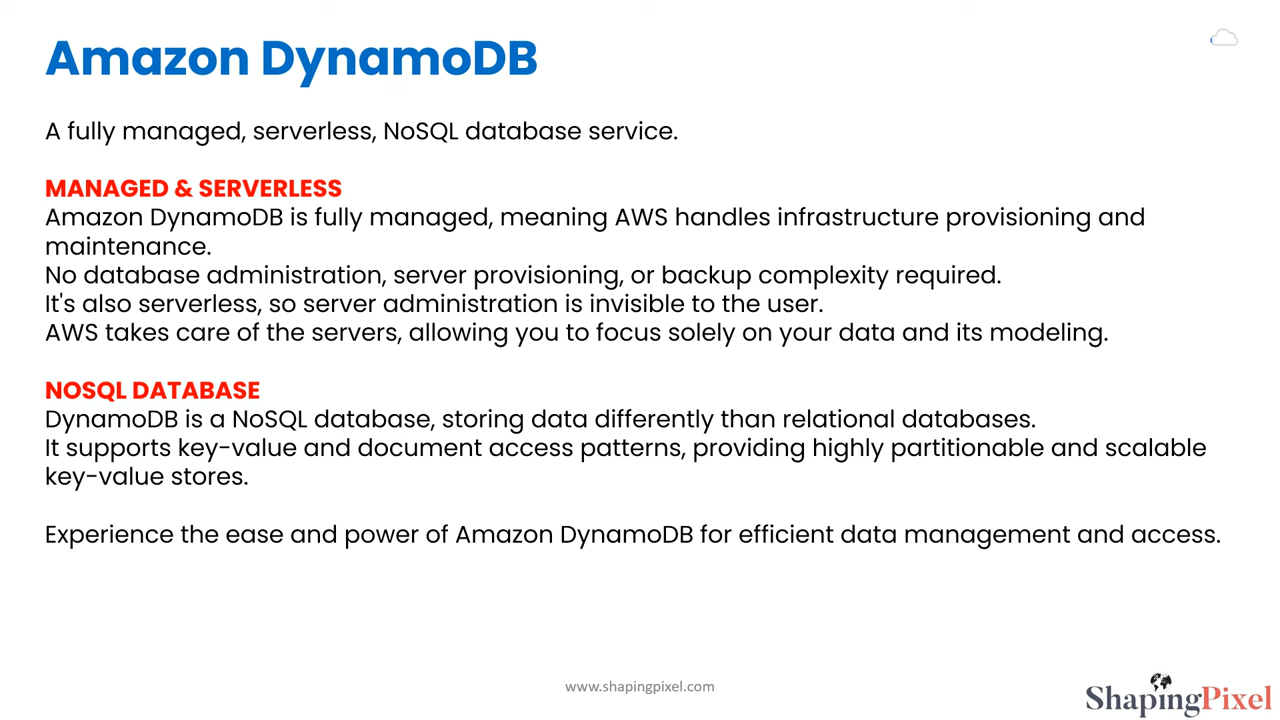 Amazon DynamoDB
A fully managed, serverless, NoSQL database service.
MANAGED & SERVERLESS
Amazon DynamoDB is fully managed, meaning AWS handles infrastructure provisioning and
maintenance.
No database administration, server provisioning, or backup complexity required.
It's also serverless, so server administration is invisible to the user.
AWS takes care of the servers, allowing you to focus solely on your data and its modeling.
NOSQL DATABASE
DynamoDB is a NoSQL database, storing data differently than relational databases.
It supports key-value and document access patterns, providing highly partitionable and scalable
key-value stores.
Experience the ease and power of Amazon DynamoDB for efficient data management and access.
www.shapingpixel.com
ShapingPixel